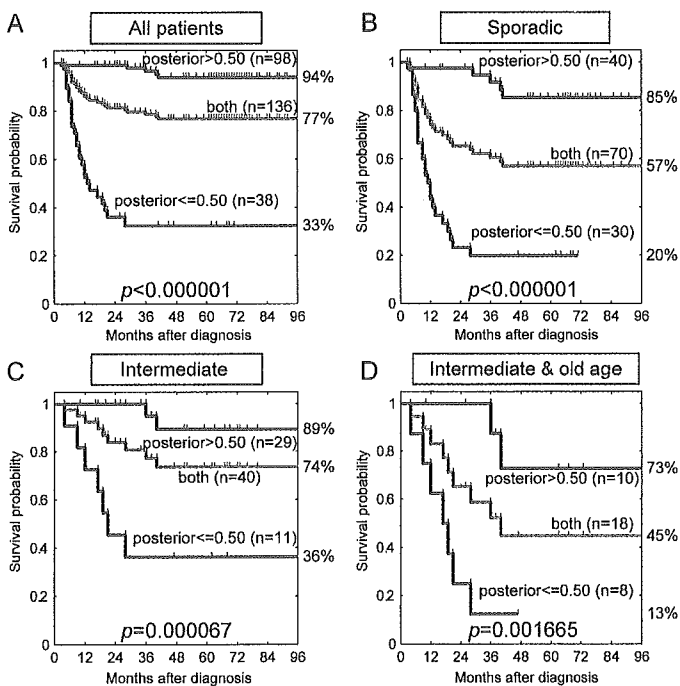 A
All patients
Survival probability
1
0.8
0.6
0.4
0.2
0
posterior>0.50 (n=98)
94%
both (n=136)
77%
posterior<=0.50 (n=38)
33%
p<0.000001
0 12 24 36 48 60 72 84 96
Months after diagnosis
B
Sporadic
Survival probability
1
0.8
0.6
0.4
0.2
0
posterior>0.50 (n=40)
85%
both (n=70)
57%
posterior<=0.50 (n=30)
20%
p<0.000001
0 12 24 36 48 60 72 84 96
Months after diagnosis
C
Intermediate
Survival probability
1
0.8
0.6
0.4
0.2
0
89%
posterior>0.50 (n=29)
74%
both (n=40)
posterior<=0.50 (n=11)
36%
p=0.000067
0 12 24 36 48 60 72 84 96
Months after diagnosis
D
Intermediate & old age
Survival probability
1
0.8
0.6
0.4
0.2
0
73%
posterior>0.50 (n=10)
both (n=18)
45%
posterior<=0.50 (n=8)
13%
p=0.001665
0 12 24 36 48 60 72 84 96
Months after diagnosis